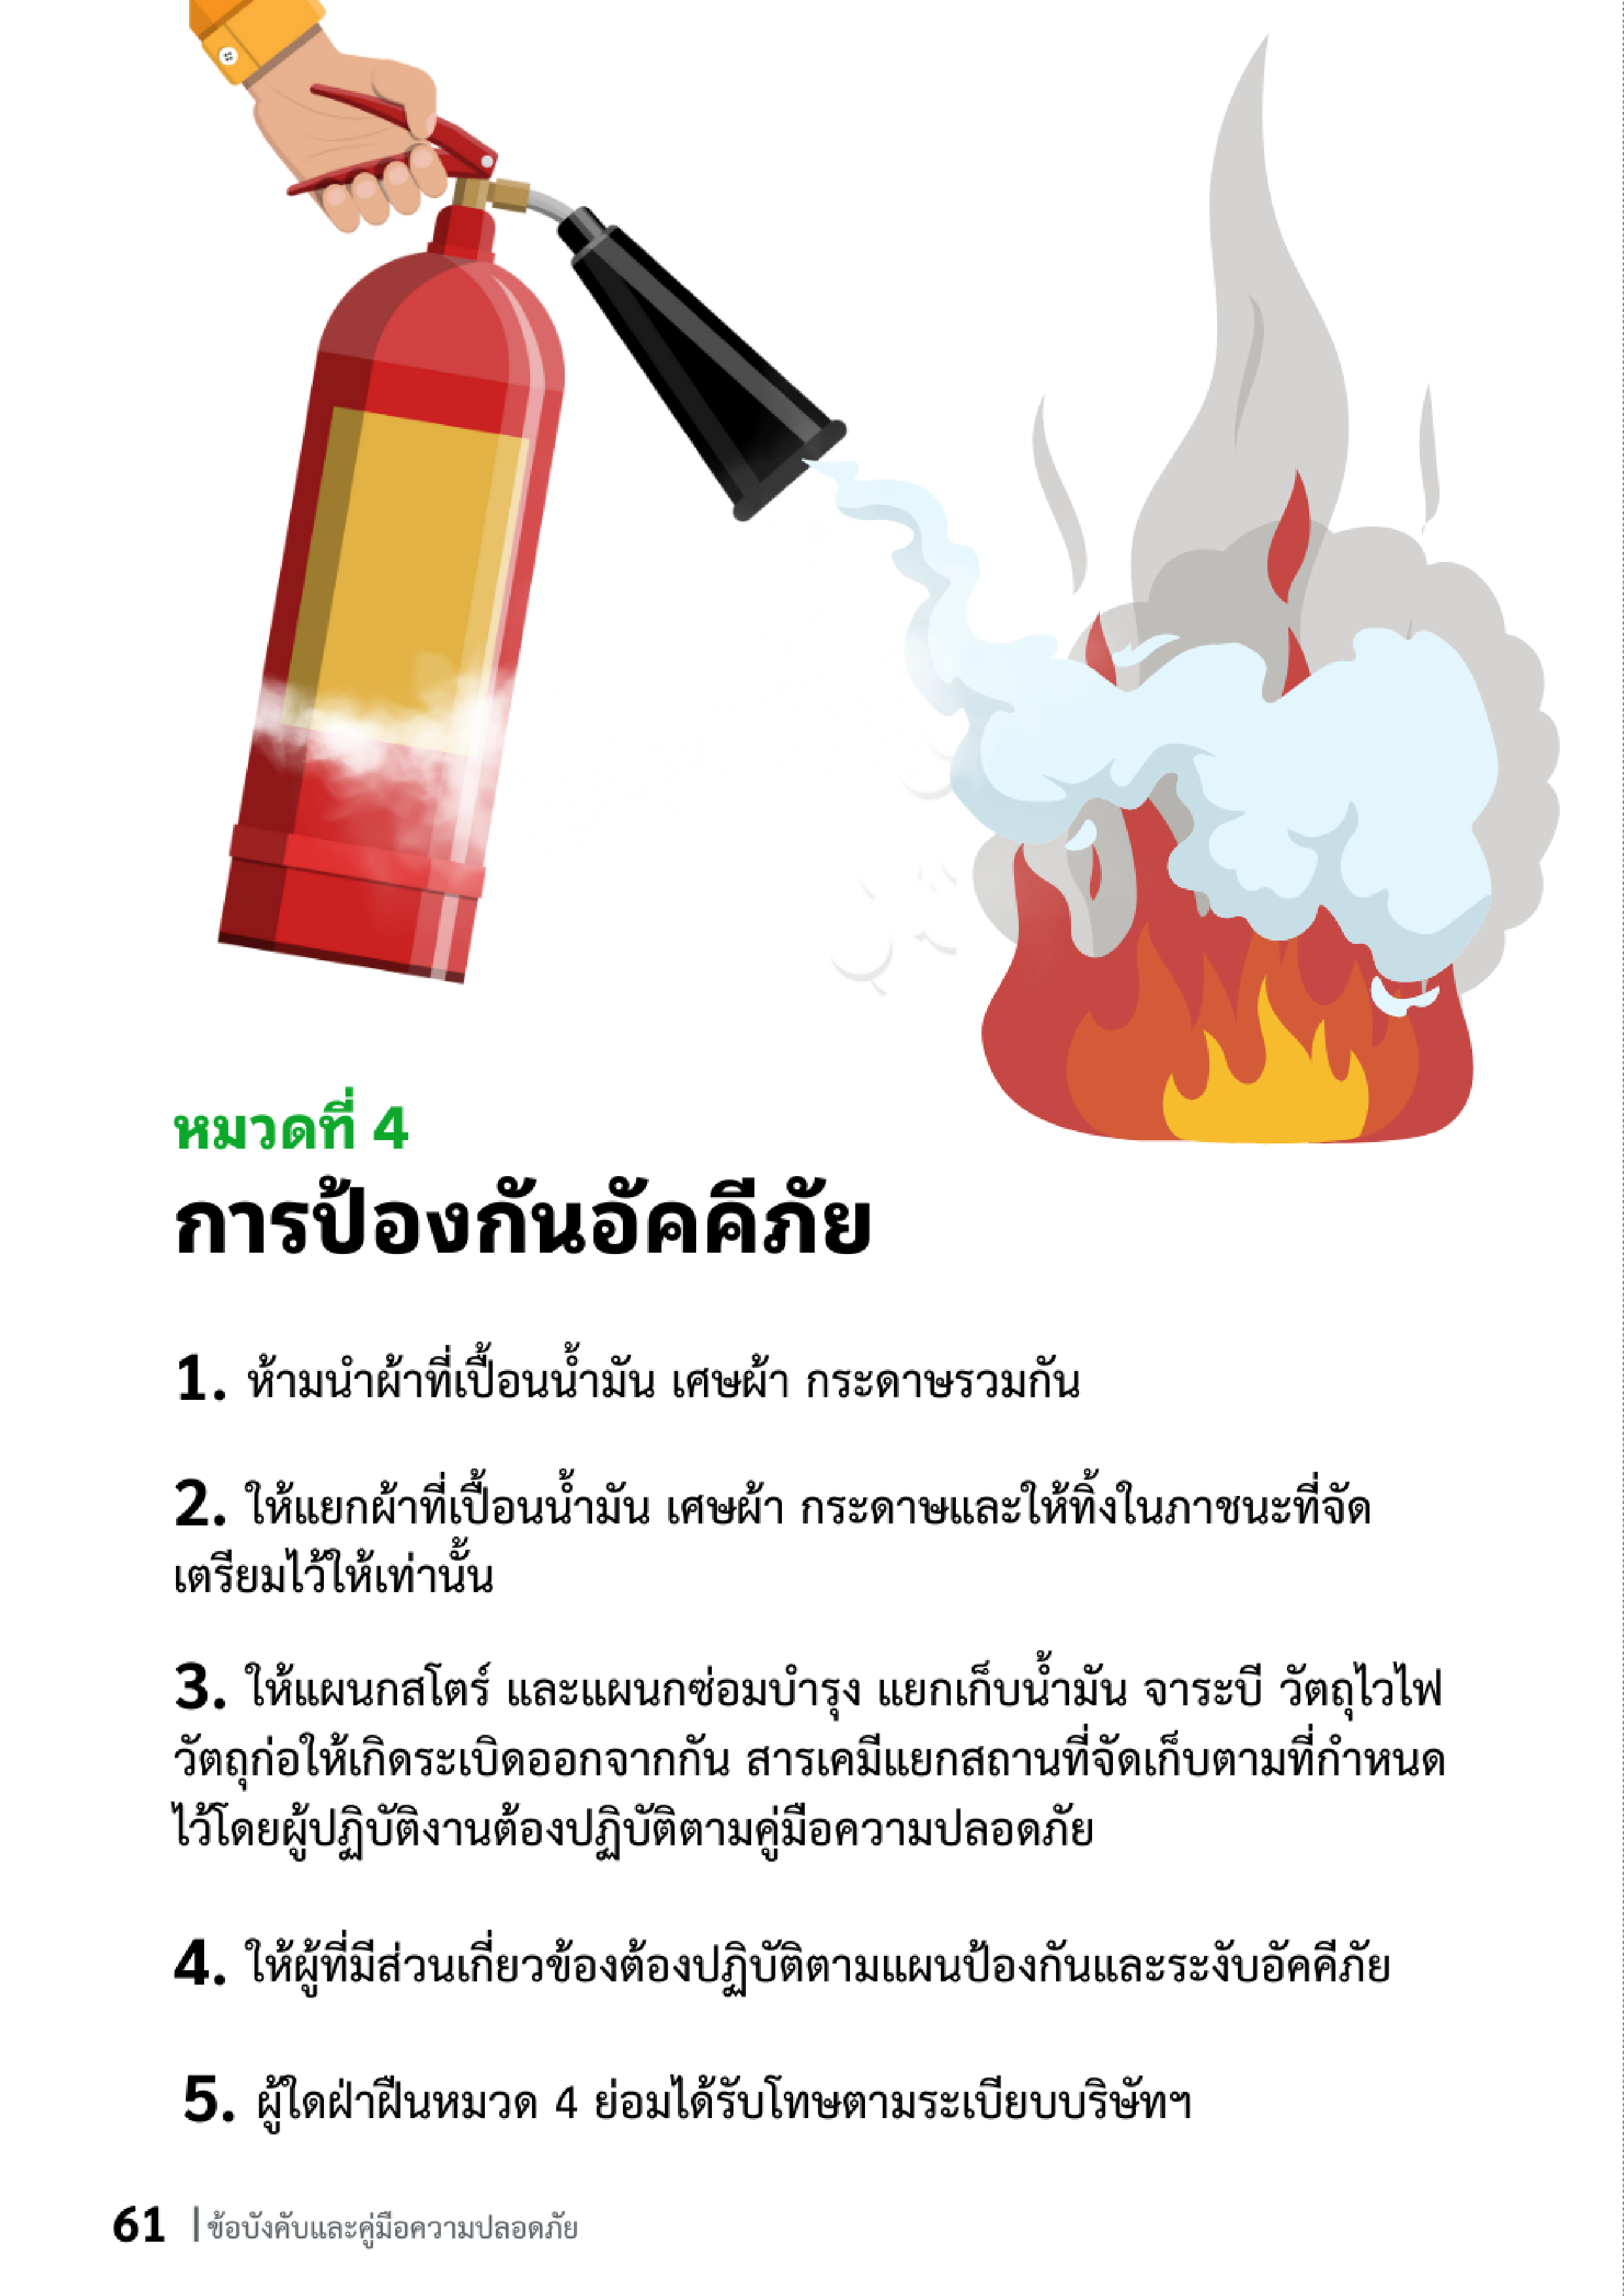 หมวดที่ 4
การป้องกันอัคคีภัย
1. ห้ามนำผ้าที่เปื้อนน้ำมัน เศษผ้า กระดาษรวมกัน
2. ให้แยกผ้าที่เปื้อนน้ำมัน เศษผ้า กระดาษและให้ทิ้งในภาชนะที่จัด
เตรียมไว้ให้เท่านั้น
3. ให้แผนกสโตร์ และแผนกซ่อมบำรุง แยกเก็บน้ำมัน จาระบี วัตถุไวไฟ
วัตถุก่อให้เกิดระเบิดออกจากกัน สารเคมีแยกสถานที่จัดเก็บตามที่กำหนด
ไว้โดยผู้ปฏิบัติงานต้องปฏิบัติตามคู่มือความปลอดภัย
4. ให้ผู้ที่มีส่วนเกี่ยวข้องต้องปฏิบัติตามแผนป้องกันและระงับอัคคีภัย
5. ผู้ใดฝ่าฝืนหมวด 4 ย่อมได้รับโทษตามระเบียบบริษัทฯ
61 | ข้อบังคับและคู่มือความปลอดภัย